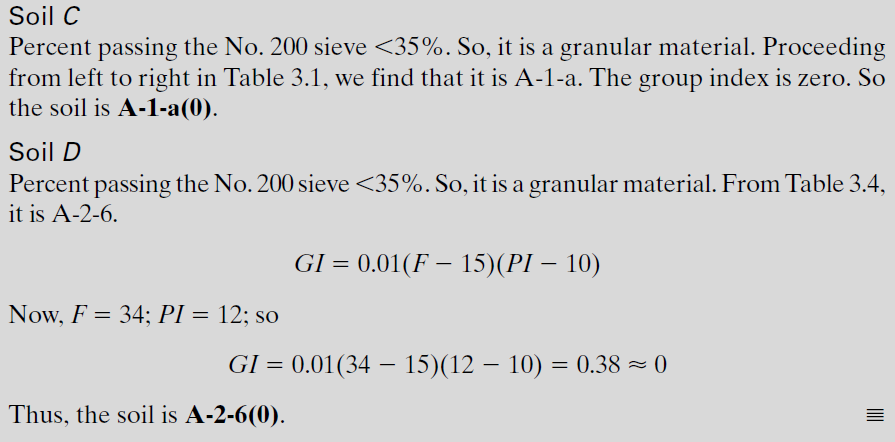 Soil C
Percent passing the No. 200 sieve <35%. So, it is a granular material. Proceeding
from left to right in Table 3.1, we find that it is A-1-a. The group index is zero. So
the soil is A-1-a(0).
Soil D
Percent passing the No. 200 sieve <35%. So, it is a granular material. From Table 3.4,
it is A-2-6.
GI = 0.01(F − 15)(PI − 10)
Now, F = 34; PI = 12; so
GI = 0.01(34 − 15)(12 − 10) = 0.38 ≈ 0
Thus, the soil is A-2-6(0).